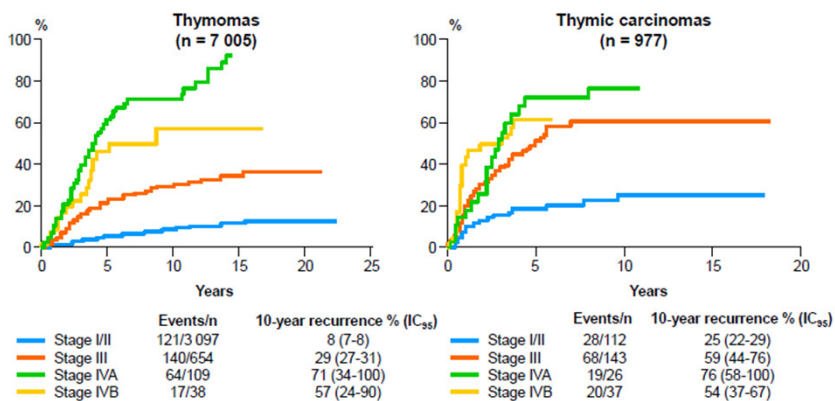 Thymomas
(n = 7 005)
%
100
80
60
40
20
0
0 5 10 15 20 25
Years
Events/n 10-year recurrence % (IC95)
Stage I/II 121/3 097 8 (7-8)
Stage III 140/654 29 (27-31)
Stage IVA 64/109 71 (34-100)
Stage IVB 17/38 57 (24-90)
Thymic carcinomas
(n = 977)
%
100
80
60
40
20
0
0 5 10 15 20
Years
Events/n 10-year recurrence % (IC95)
Stage I/II 28/112 25 (22-29)
Stage III 68/143 59 (44-76)
Stage IVA 19/26 76 (58-100)
Stage IVB 20/37 54 (37-67)